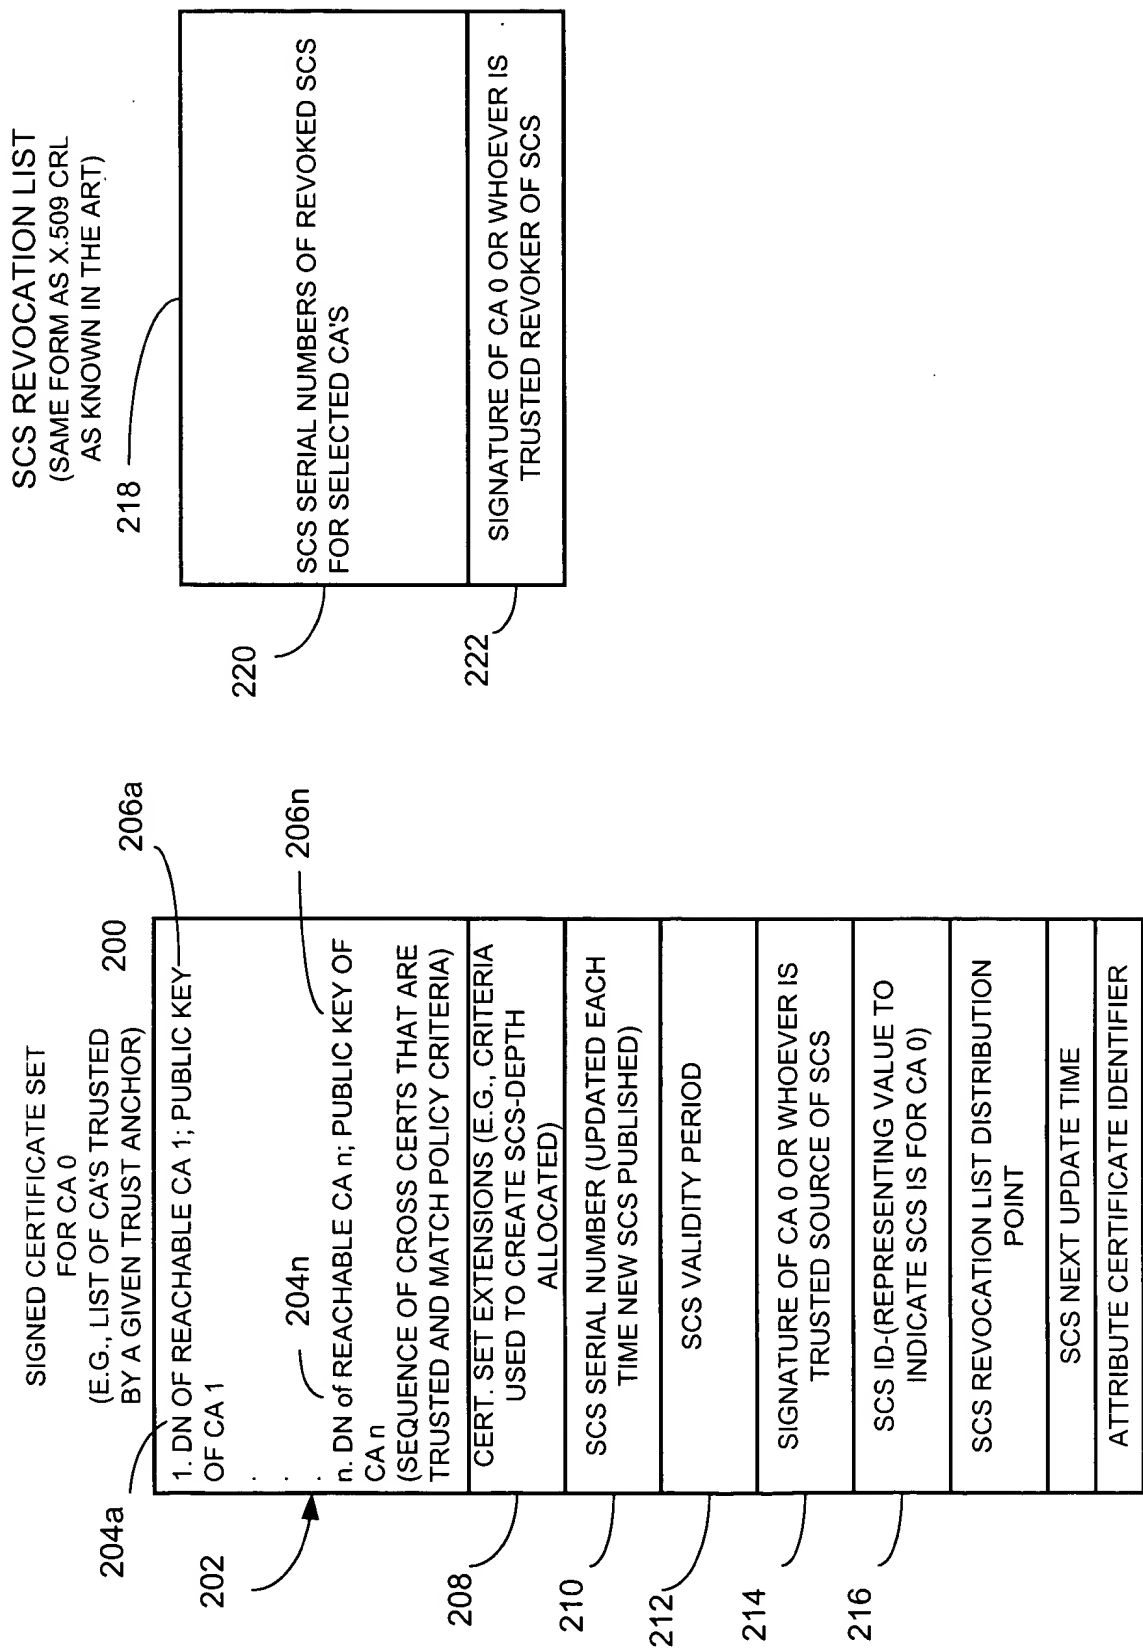 SIGNED CERTIFICATE SET
FOR CA 0
(E.G., LIST OF CA'S TRUSTED
BY A GIVEN TRUST ANCHOR)
200
204a
206a
1. DN OF REACHABLE CA 1; PUBLIC KEY
OF CA 1
.
.
.
202
204n
206n
n. DN of REACHABLE CA n; PUBLIC KEY OF
CA n
(SEQUENCE OF CROSS CERTS THAT ARE
TRUSTED AND MATCH POLICY CRITERIA)
208
CERT. SET EXTENSIONS (E.G., CRITERIA
USED TO CREATE SCS-DEPTH
ALLOCATED)
210
SCS SERIAL NUMBER (UPDATED EACH
TIME NEW SCS PUBLISHED)
212
SCS VALIDITY PERIOD
214
SIGNATURE OF CA 0 OR WHOEVER IS
TRUSTED SOURCE OF SCS
216
SCS ID-(REPRESENTING VALUE TO
INDICATE SCS IS FOR CA 0)
SCS REVOCATION LIST DISTRIBUTION
POINT
SCS NEXT UPDATE TIME
ATTRIBUTE CERTIFICATE IDENTIFIER
SCS REVOCATION LIST
(SAME FORM AS X.509 CRL
AS KNOWN IN THE ART)
218
220
SCS SERIAL NUMBERS OF REVOKED SCS
FOR SELECTED CA'S
222
SIGNATURE OF CA 0 OR WHOEVER IS
TRUSTED REVOKER OF SCS